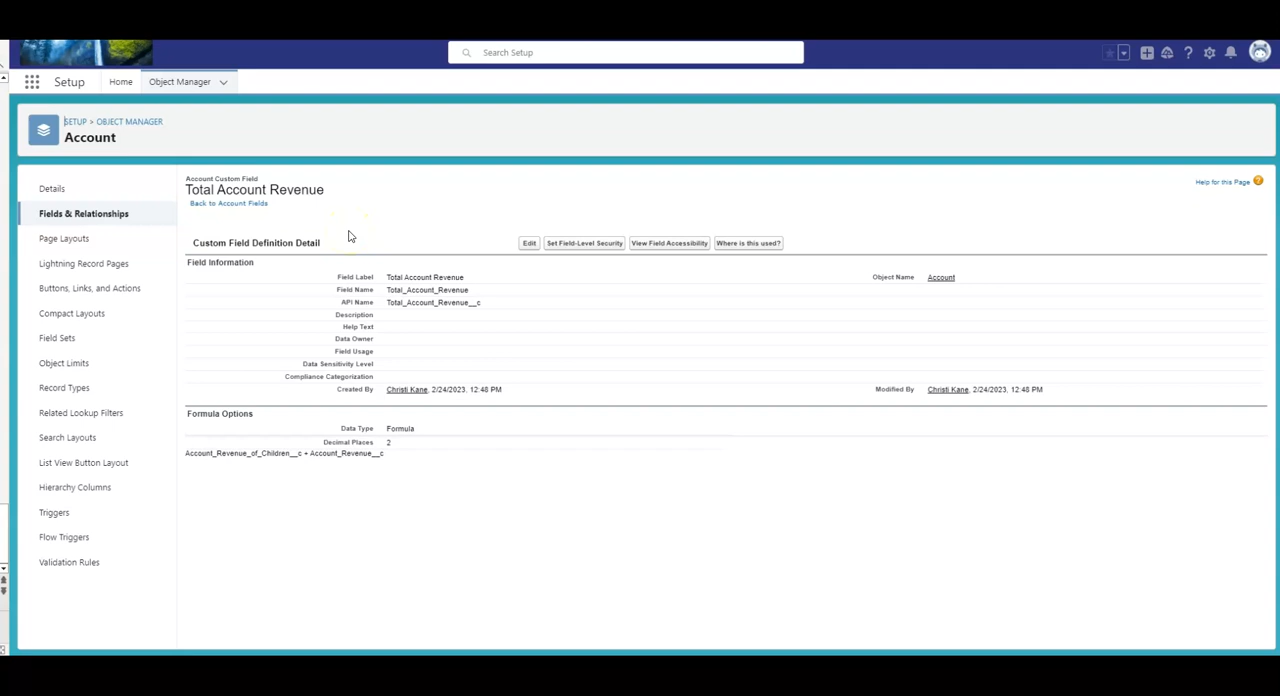 Search Setup
Setup
Home
Object Manager
SETUP > OBJECT MANAGER
Account
Details
Fields & Relationships
Page Layouts
Lightning Record Pages
Buttons, Links, and Actions
Compact Layouts
Field Sets
Object Limits
Record Types
Related Lookup Filters
Search Layouts
List View Button Layout
Hierarchy Columns
Triggers
Flow Triggers
Validation Rules
Account Custom Field
Total Account Revenue
Back to Account Fields
Help for this Page ?
Custom Field Definition Detail
Edit
Set Field-Level Security
View Field Accessibility
Where is this used?
Field Information
Field Label Total Account Revenue Object Name Account
Field Name Total_Account_Revenue
API Name Total_Account_Revenue__c
Description
Help Text
Data Owner
Field Usage
Data Sensitivity Level
Compliance Categorization
Created By Christi Kane, 2/24/2023, 12:48 PM Modified By Christi Kane, 2/24/2023, 12:48 PM
Formula Options
Data Type Formula
Decimal Places 2
Account_Revenue_of_Children__c + Account_Revenue__c